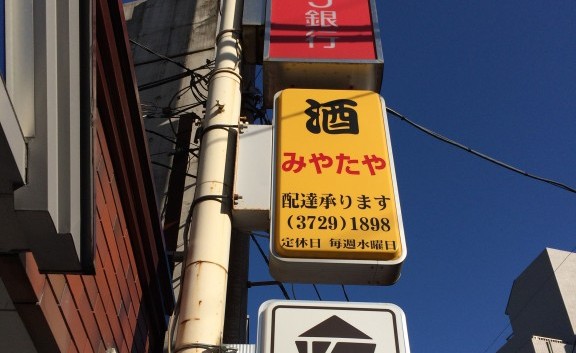 銀行
酒
みやたや
配達承ります
(3729)1898
定休日 毎週水曜日